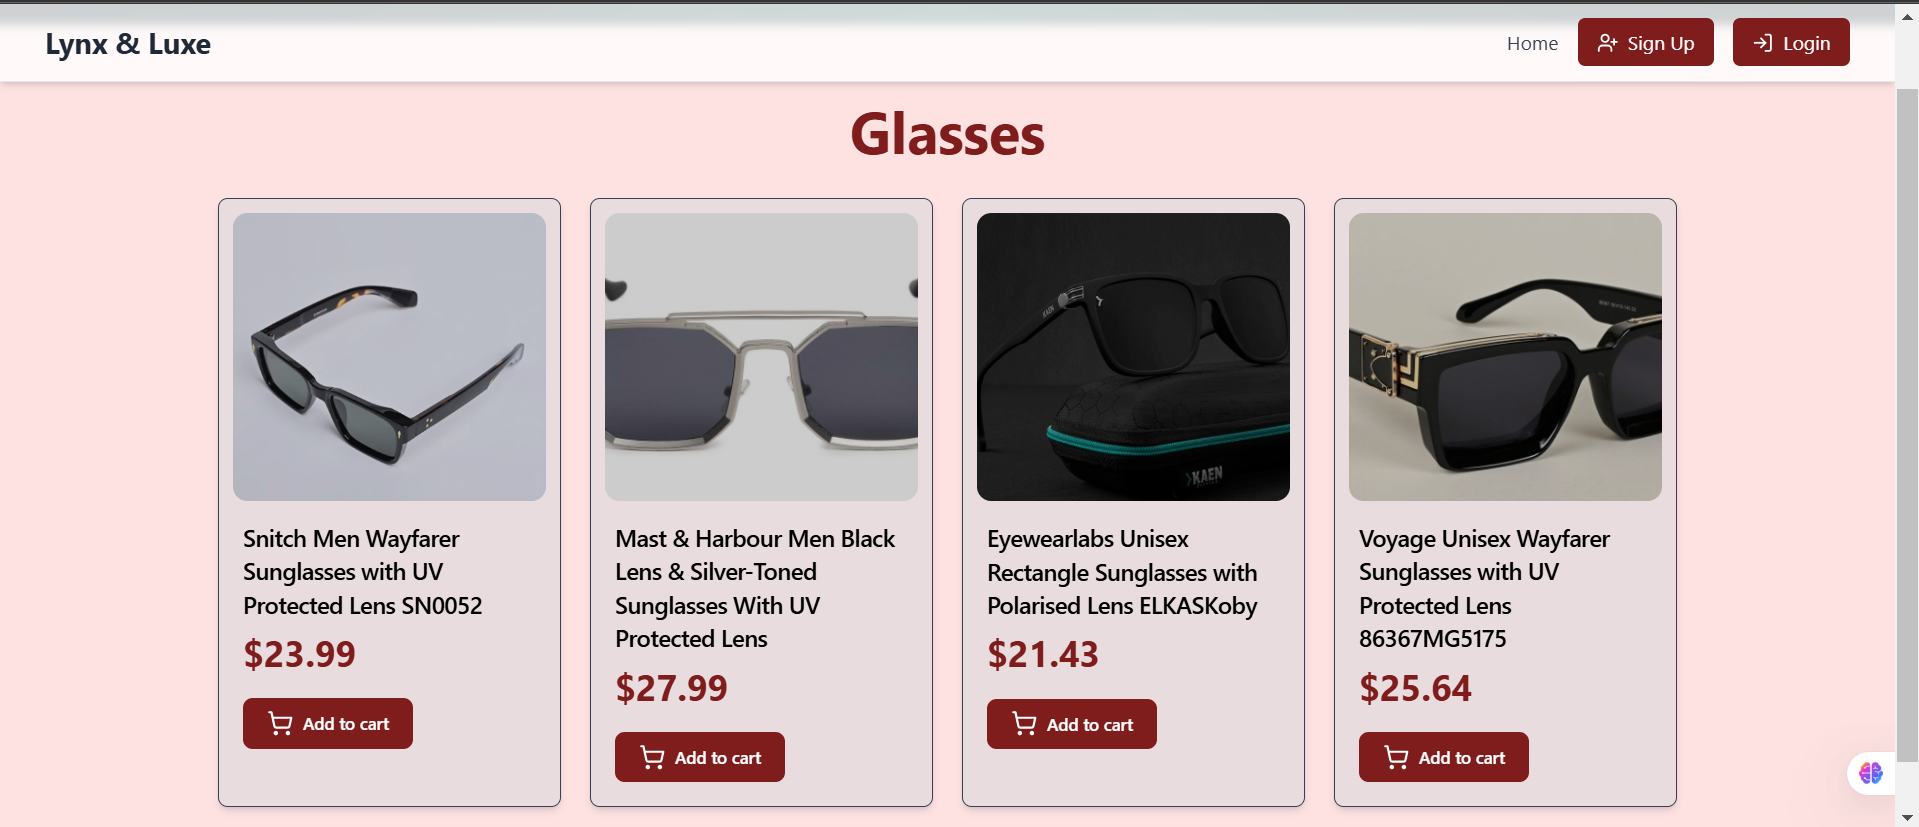 Lynx & Luxe
Home
Sign Up
Login
Glasses
KAEN
KAEN
Snitch Men Wayfarer
Sunglasses with UV
Protected Lens SN0052
$23.99
Add to cart
Mast & Harbour Men Black
Lens & Silver-Toned
Sunglasses With UV
Protected Lens
$27.99
Add to cart
Eyewearlabs Unisex
Rectangle Sunglasses with
Polarised Lens ELKASKoby
$21.43
Add to cart
Voyage Unisex Wayfarer
Sunglasses with UV
Protected Lens
86367MG5175
$25.64
Add to cart